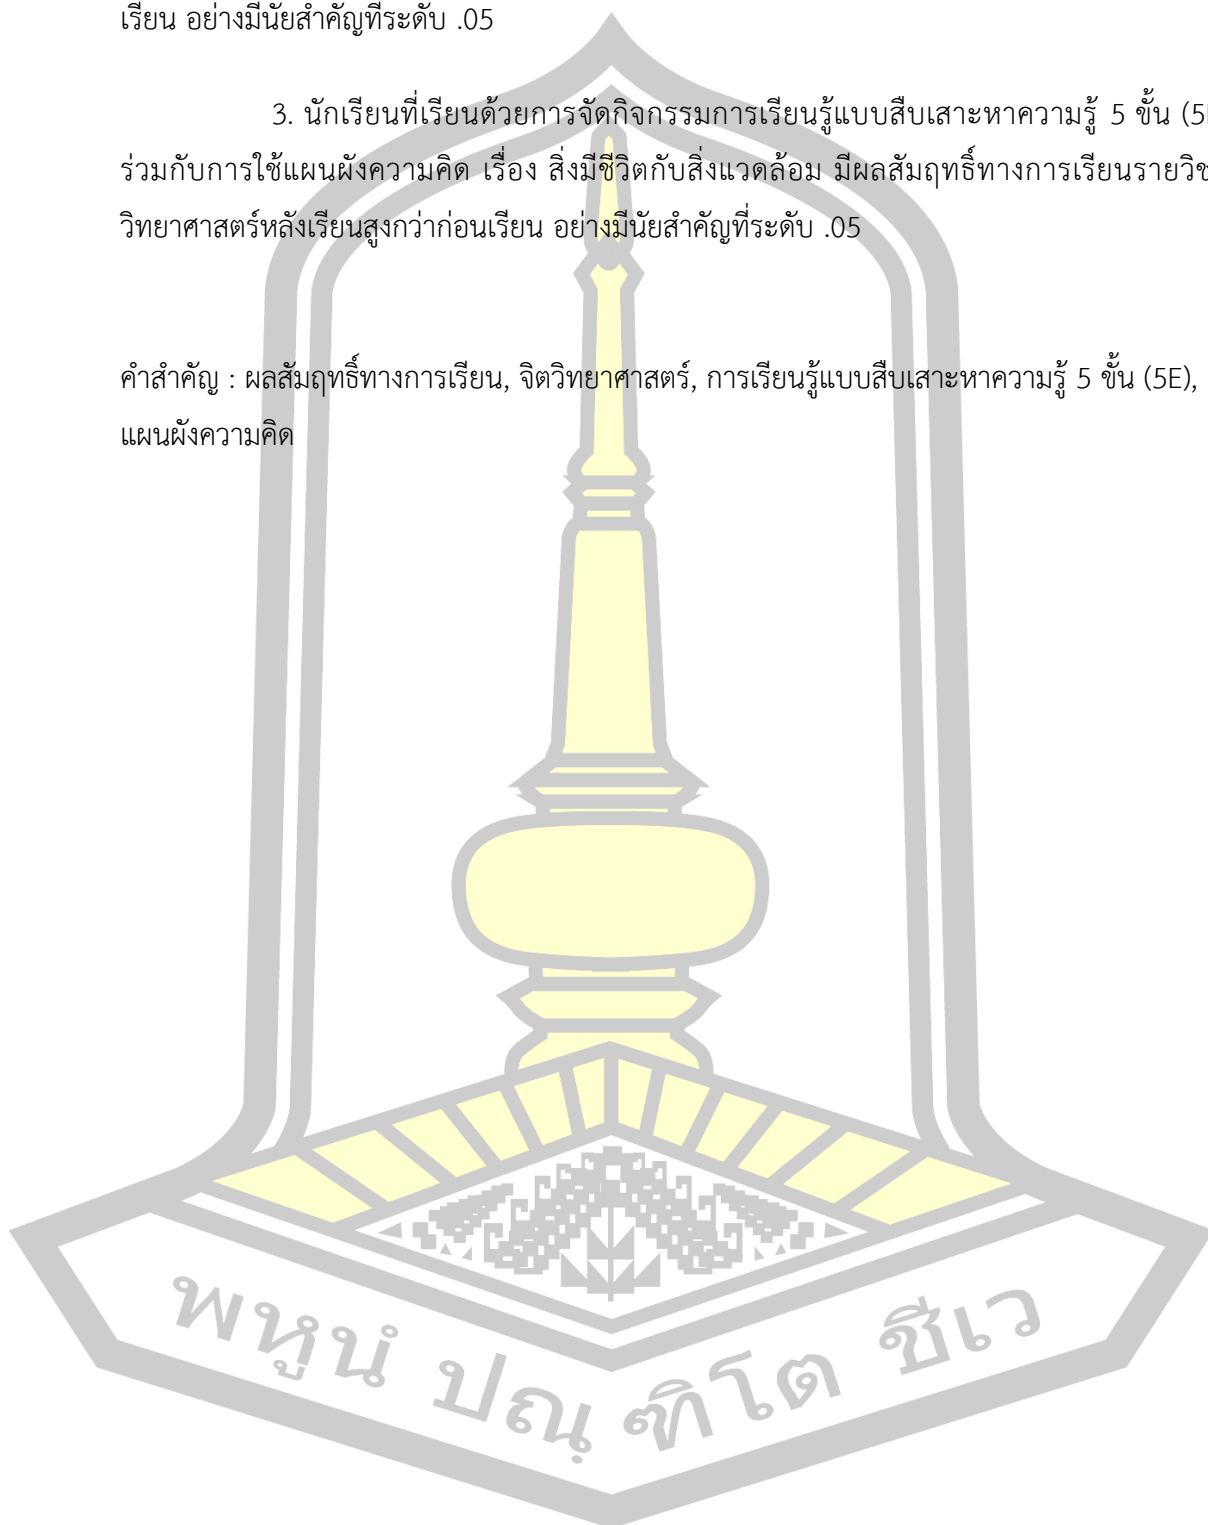 เรียน อย่างมีนัยสำคัญที่ระดับ .05
3. นักเรียนที่เรียนด้วยการจัดกิจกรรมการเรียนรู้แบบสืบเสาะหาความรู้ 5 ขั้น (5E
ร่วมกับการใช้แผนผังความคิด เรื่อง สิ่งมีชีวิตกับสิ่งแวดล้อม มีผลสัมฤทธิ์ทางการเรียนรายวิช
วิทยาศาสตร์หลังเรียนสูงกว่าก่อนเรียน อย่างมีนัยสำคัญที่ระดับ .05
คำสำคัญ : ผลสัมฤทธิ์ทางการเรียน, จิตวิทยาศาสตร์, การเรียนรู้แบบสืบเสาะหาความรู้ 5 ขั้น (5E),
แผนผังความคิด
พหูนํ ปณฺ ฑิโต ชีเว